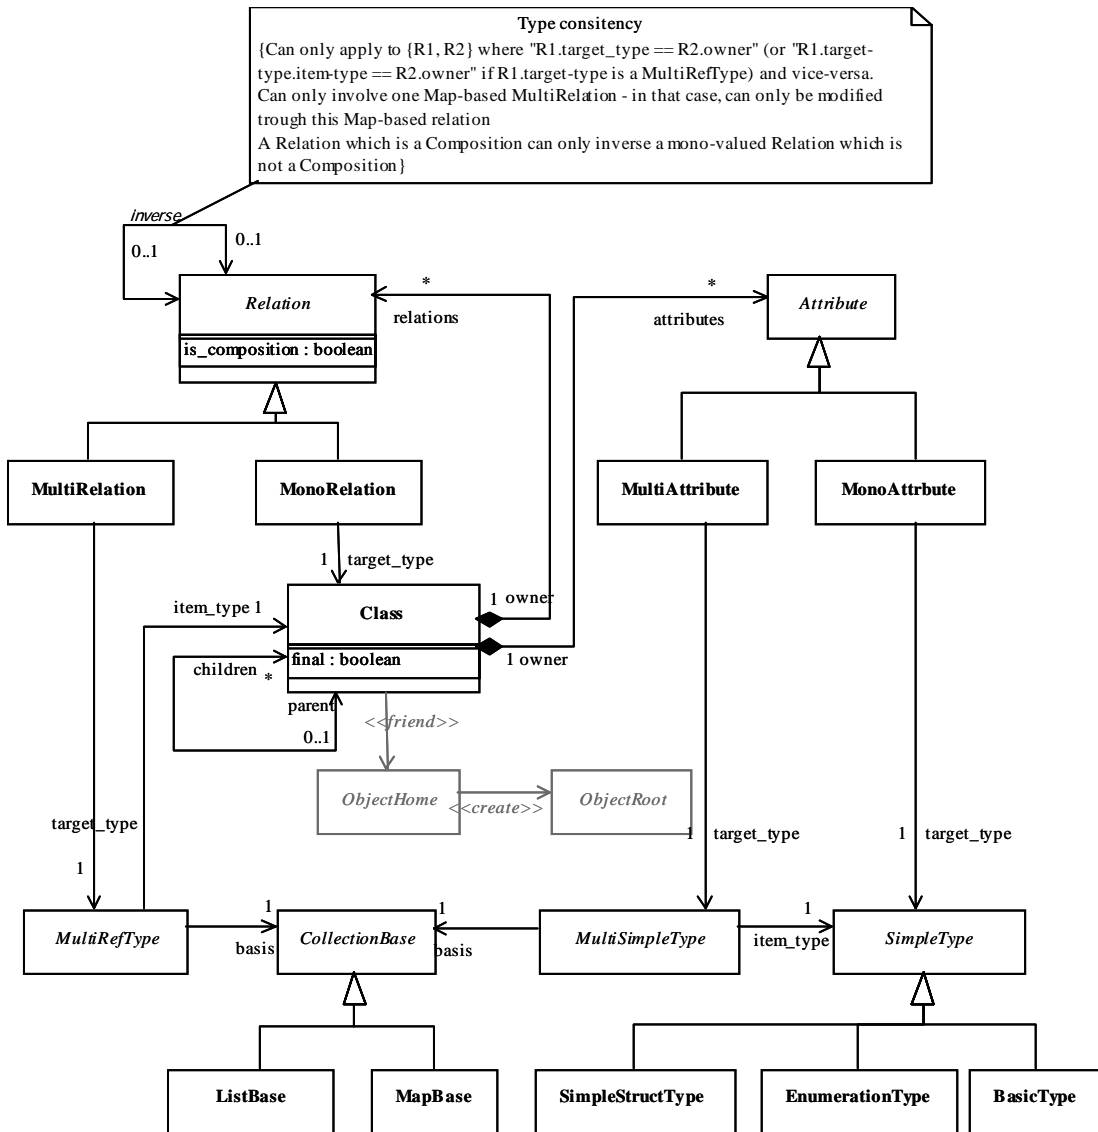 Type consitency
{Can only apply to {R1, R2} where "R1.target_type == R2.owner" (or "R1.target-
type.item-type == R2.owner" if R1.target-type is a MultiRefType) and vice-versa.
Can only involve one Map-based MultiRelation - in that case, can only be modified
trough this Map-based relation
A Relation which is a Composition can only inverse a mono-valued Relation which is
not a Composition}
inverse
0..1
0..1
Relation
is_composition : boolean
*
relations
*
attributes
Attribute
MultiRelation
MonoRelation
MultiAttribute
MonoAttrbute
1 target_type
Class
final : boolean
item_type 1
1 owner
1 owner
children
*
parent
0..1
<<friend>>
ObjectHome
<<create>>
ObjectRoot
target_type
1
1 target_type
1 target_type
MultiRefType
1
basis
CollectionBase
1
basis
MultiSimpleType
1
item_type
SimpleType
ListBase
MapBase
SimpleStructType
EnumerationType
BasicType